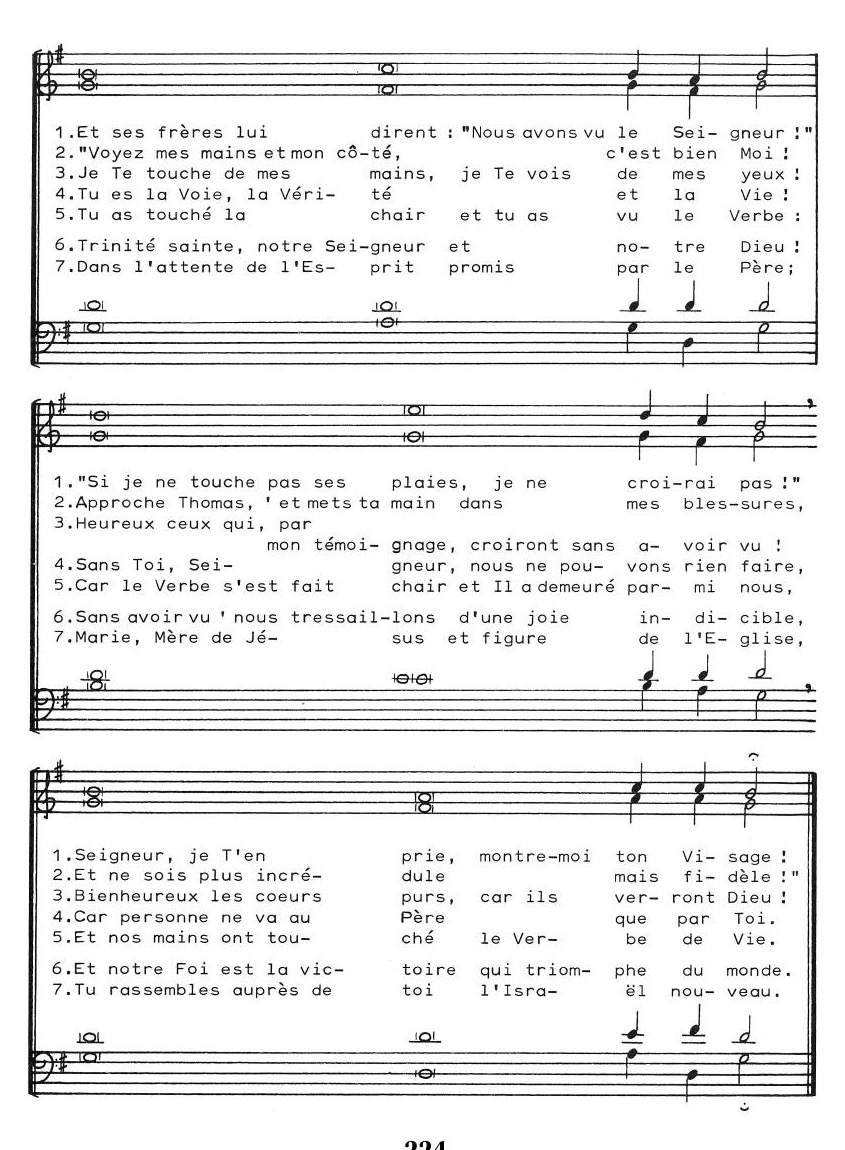 1.Et ses frères lui dirent : "Nous avons vu le Sei- gneur !"
2."Voyez mes mains et mon cô-té, c'est bien Moi !
3.Je Te touche de mes mains, je Te vois de mes yeux !
4.Tu es la Voie, la Véri- té et la Vie !
5.Tu as touché la chair et tu as vu le Verbe :
6.Trinité sainte, notre Sei-gneur et no- tre Dieu !
7.Dans l'attente de l'Es- prit promis par le Père;
1."Si je ne touche pas ses plaies, je ne croi-rai pas !"
2.Approche Thomas, ' et mets ta main dans mes bles-sures,
3.Heureux ceux qui, par
mon témoi- gnage, croiront sans a- voir vu !
4.Sans Toi, Sei- gneur, nous ne pou- vons rien faire,
5.Car le Verbe s'est fait chair et Il a demeuré par- mi nous,
6.Sans avoir vu ' nous tressail-lons d'une joie in- di- cible,
7.Marie, Mère de Jé- sus et figure de l'E- glise,
1.Seigneur, je T'en prie, montre-moi ton Vi- sage !
2.Et ne sois plus incré- dule mais fi- dèle !"
3.Bienheureux les coeurs purs, car ils ver- ront Dieu !
4.Car personne ne va au Père que par Toi.
5.Et nos mains ont tou- ché le Ver- be de Vie.
6.Et notre Foi est la vic- toire qui triom- phe du monde.
7.Tu rassembles auprès de toi l'Isra- ël nou- veau.